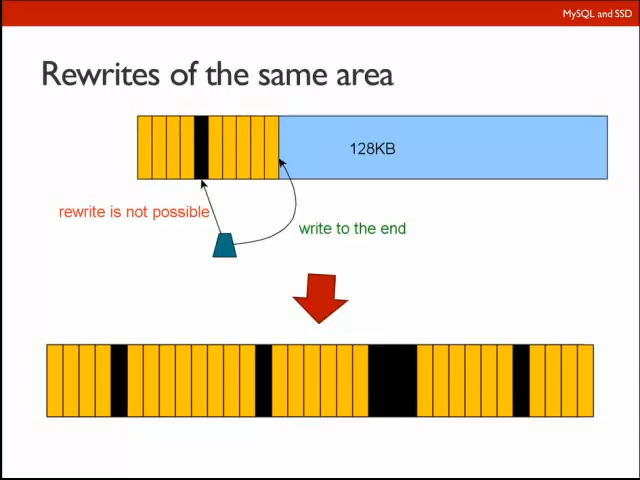 MySQL and SSD
Rewrites of the same area
128KB
rewrite is not possible
write to the end